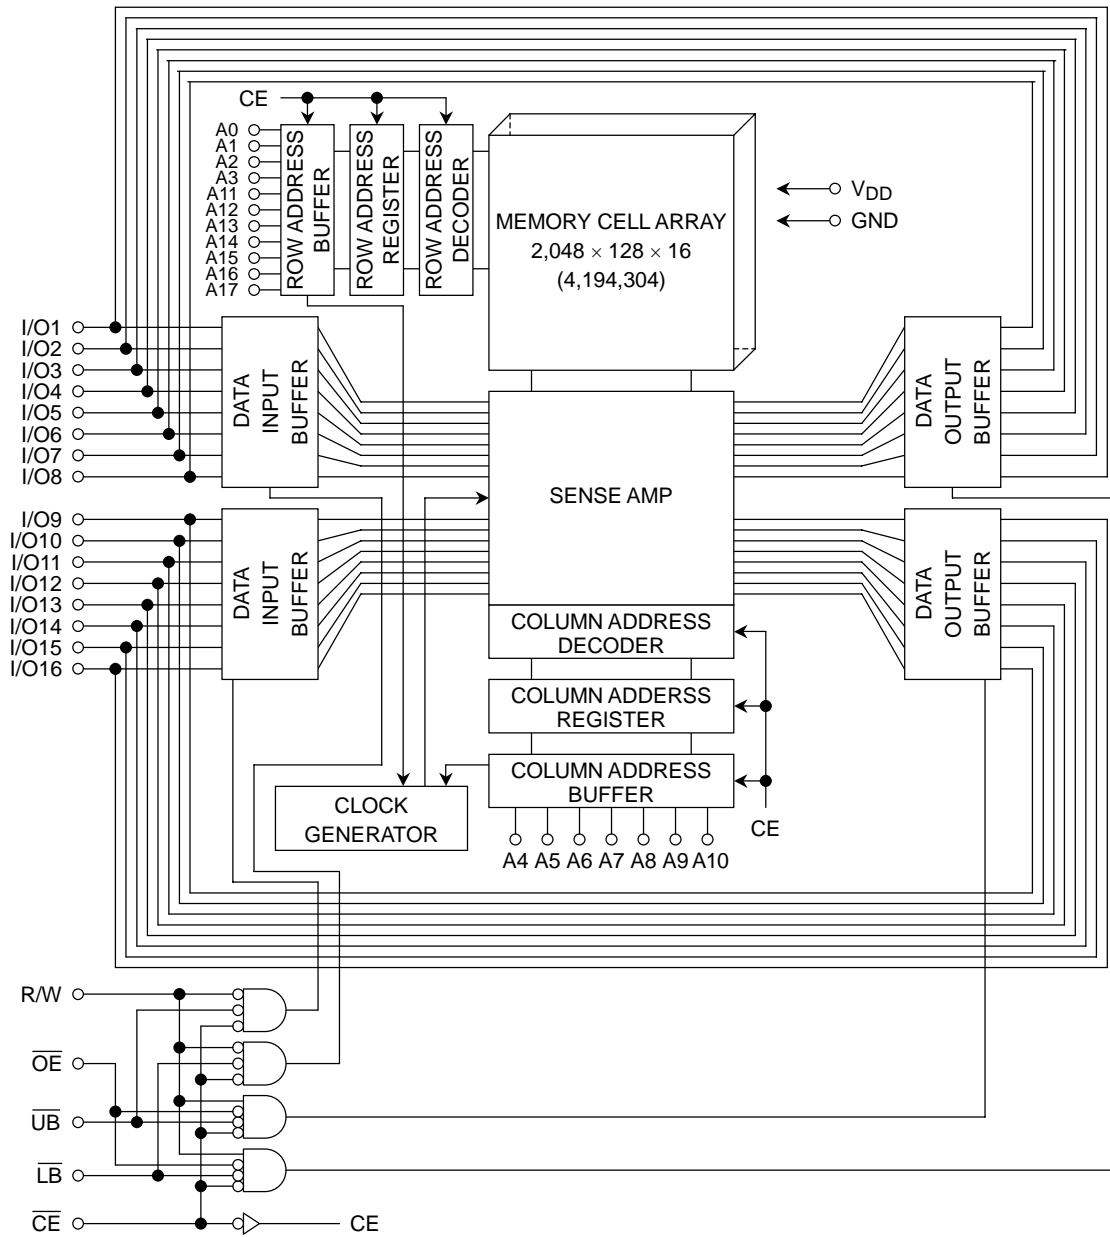 CE
A0
A1
A2
A3
A11
A12
A13
A14
A15
A16
A17
ROW ADDRESS
BUFFER
ROW ADDRESS
REGISTER
ROW ADDRESS
DECODER
MEMORY CELL ARRAY
2,048 × 128 × 16
(4,194,304)
VDD
GND
I/O1
I/O2
I/O3
I/O4
I/O5
I/O6
I/O7
I/O8
DATA
INPUT
BUFFER
SENSE AMP
DATA
OUTPUT
BUFFER
I/O9
I/O10
I/O11
I/O12
I/O13
I/O14
I/O15
I/O16
DATA
INPUT
BUFFER
DATA
OUTPUT
BUFFER
COLUMN ADDRESS
DECODER
COLUMN ADDERSS
REGISTER
COLUMN ADDRESS
BUFFER
CLOCK
GENERATOR
CE
A4 A5 A6 A7 A8 A9 A10
R/W
O̅E̅
U̅B̅
L̅B̅
C̅E̅
CE